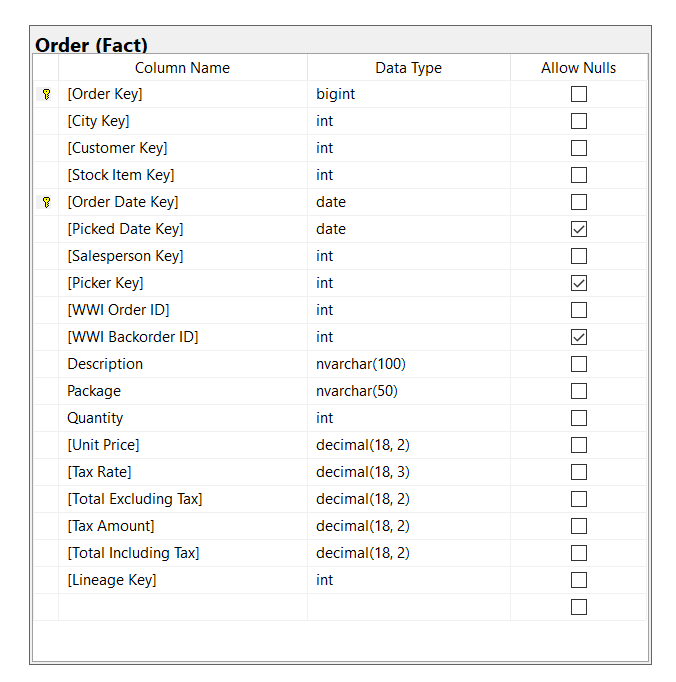 Order (Fact)
Column Name Data Type Allow Nulls
[Order Key] bigint
[City Key] int
[Customer Key] int
[Stock Item Key] int
[Order Date Key] date
[Picked Date Key] date
[Salesperson Key] int
[Picker Key] int
[WWI Order ID] int
[WWI Backorder ID] int
Description nvarchar(100)
Package nvarchar(50)
Quantity int
[Unit Price] decimal(18, 2)
[Tax Rate] decimal(18, 3)
[Total Excluding Tax] decimal(18, 2)
[Tax Amount] decimal(18, 2)
[Total Including Tax] decimal(18, 2)
[Lineage Key] int